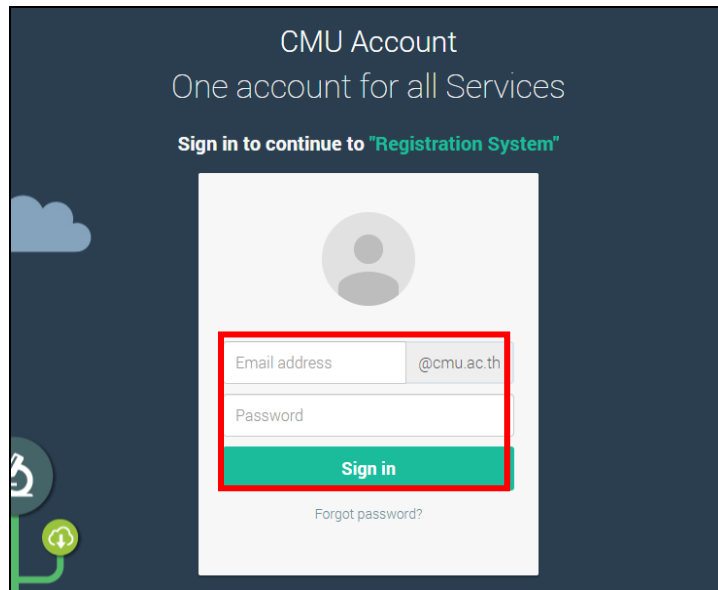 CMU Account
One account for all Services
Sign in to continue to "Registration System"
Email address @cmu.ac.th
Password
Sign in
Forgot password?